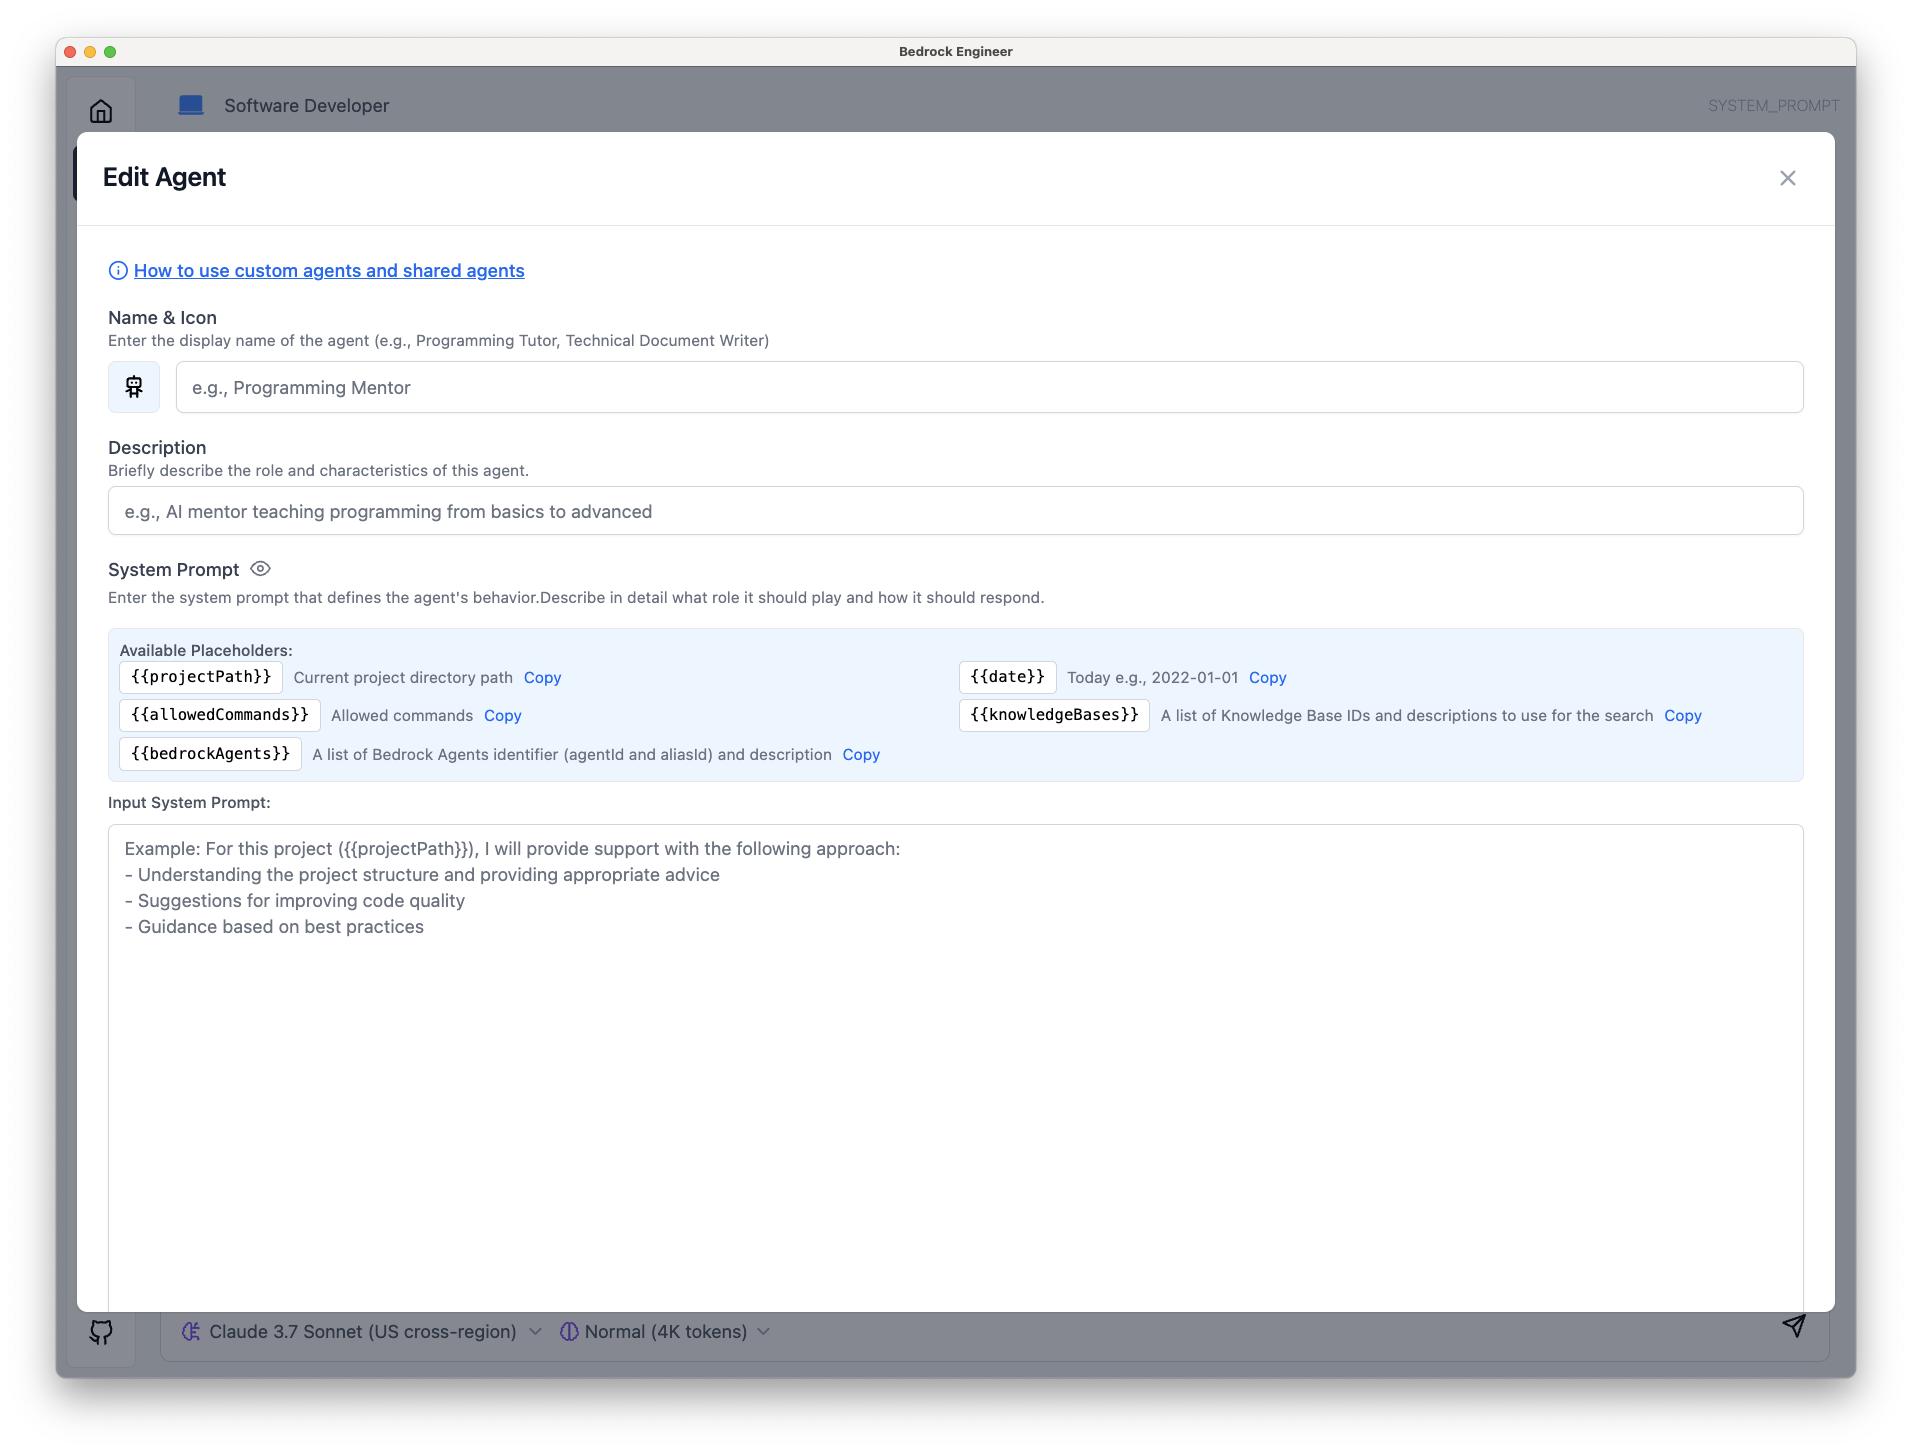 Bedrock Engineer
Software Developer
SYSTEM_PROMPT
Edit Agent
How to use custom agents and shared agents
Name & Icon
Enter the display name of the agent (e.g., Programming Tutor, Technical Document Writer)
e.g., Programming Mentor
Description
Briefly describe the role and characteristics of this agent.
e.g., AI mentor teaching programming from basics to advanced
System Prompt
Enter the system prompt that defines the agent's behavior.Describe in detail what role it should play and how it should respond.
Available Placeholders:
{{projectPath}} Current project directory path Copy
{{date}} Today e.g., 2022-01-01 Copy
{{allowedCommands}} Allowed commands Copy
{{knowledgeBases}} A list of Knowledge Base IDs and descriptions to use for the search Copy
{{bedrockAgents}} A list of Bedrock Agents identifier (agentId and aliasId) and description Copy
Input System Prompt:
Example: For this project ({{projectPath}}), I will provide support with the following approach:
- Understanding the project structure and providing appropriate advice
- Suggestions for improving code quality
- Guidance based on best practices
Claude 3.7 Sonnet (US cross-region)
Normal (4K tokens)